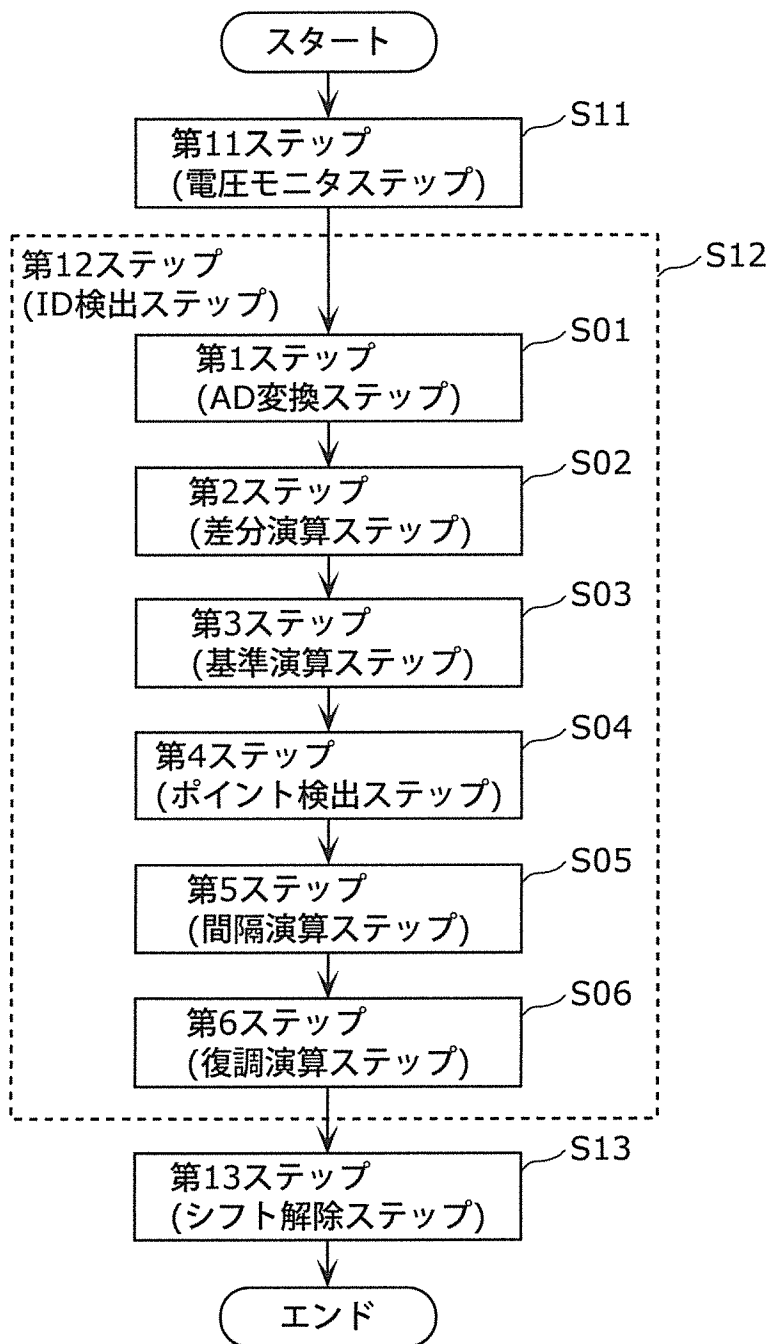 スタート
S11
第11ステップ
(電圧モニタステップ)
S12
第12ステップ
(ID検出ステップ)
S01
第1ステップ
(AD変換ステップ)
S02
第2ステップ
(差分演算ステップ)
S03
第3ステップ
(基準演算ステップ)
S04
第4ステップ
(ポイント検出ステップ)
S05
第5ステップ
(間隔演算ステップ)
S06
第6ステップ
(復調演算ステップ)
S13
第13ステップ
(シフト解除ステップ)
エンド